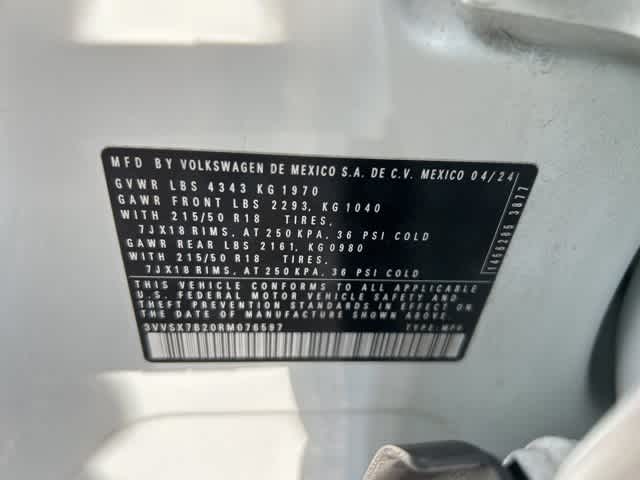 MFD BY VOLKSWAGEN DE MEXICO S.A. DE C.V. MEXICO 04/24
GVWR LBS 4343 KG 1970
GAWR FRONT LBS 2293, KG 1040
WITH 215/50 R18 TIRES,
7JX18 RIMS, AT 250 KPA, 36 PSI COLD
GAWR REAR LBS 2161, KG 0980
WITH 215/50 R18 TIRES,
7JX18 RIMS, AT 250 KPA, 36 PSI COLD
THIS VEHICLE CONFORMS TO ALL APPLICABLE
U.S. FEDERAL MOTOR VEHICLE SAFETY AND
THEFT PREVENTION STANDARDS IN EFFECT ON
THE DATE OF MANUFACTURE SHOWN ABOVE.
3VVSX7B20RM076597 TYPE: MPV
1456205 3877